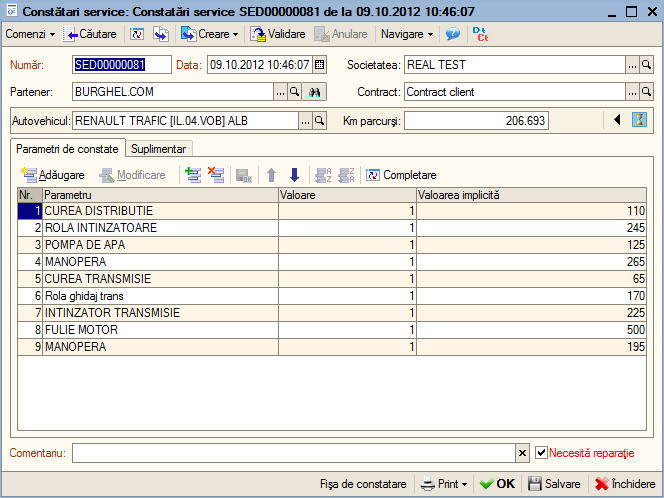 Constătari service: Constatări service SED00000081 de la 09.10.2012 10:46:07
Comenzi Căutare Creare Validare Anulare Navigare Dt Ct
Număr: SED00000081 Data: 09.10.2012 10:46:07 Societatea: REAL TEST ...
Partener: BURGHEL.COM ... Contract: Contract client ...
Autovehicul: RENAULT TRAFIC [IL.04.VOB] ALB ... Km parcurşi: 206.693
Parametri de constate Suplimentar
Adăugare Modificare OK A Z Z A Completare
Nr. Parametru Valoare Valoarea implicită
1 CUREA DISTRIBUTIE 1 110
2 ROLA INTINZATOARE 1 245
3 POMPA DE APA 1 125
4 MANOPERA 1 265
5 CUREA TRANSMISIE 1 65
6 Rola ghidaj trans 1 170
7 INTINZATOR TRANSMISIE 1 225
8 FULIE MOTOR 1 500
9 MANOPERA 1 195
Comentariu: x Necesită reparaţie
Fişa de constatare Print OK Salvare Închidere